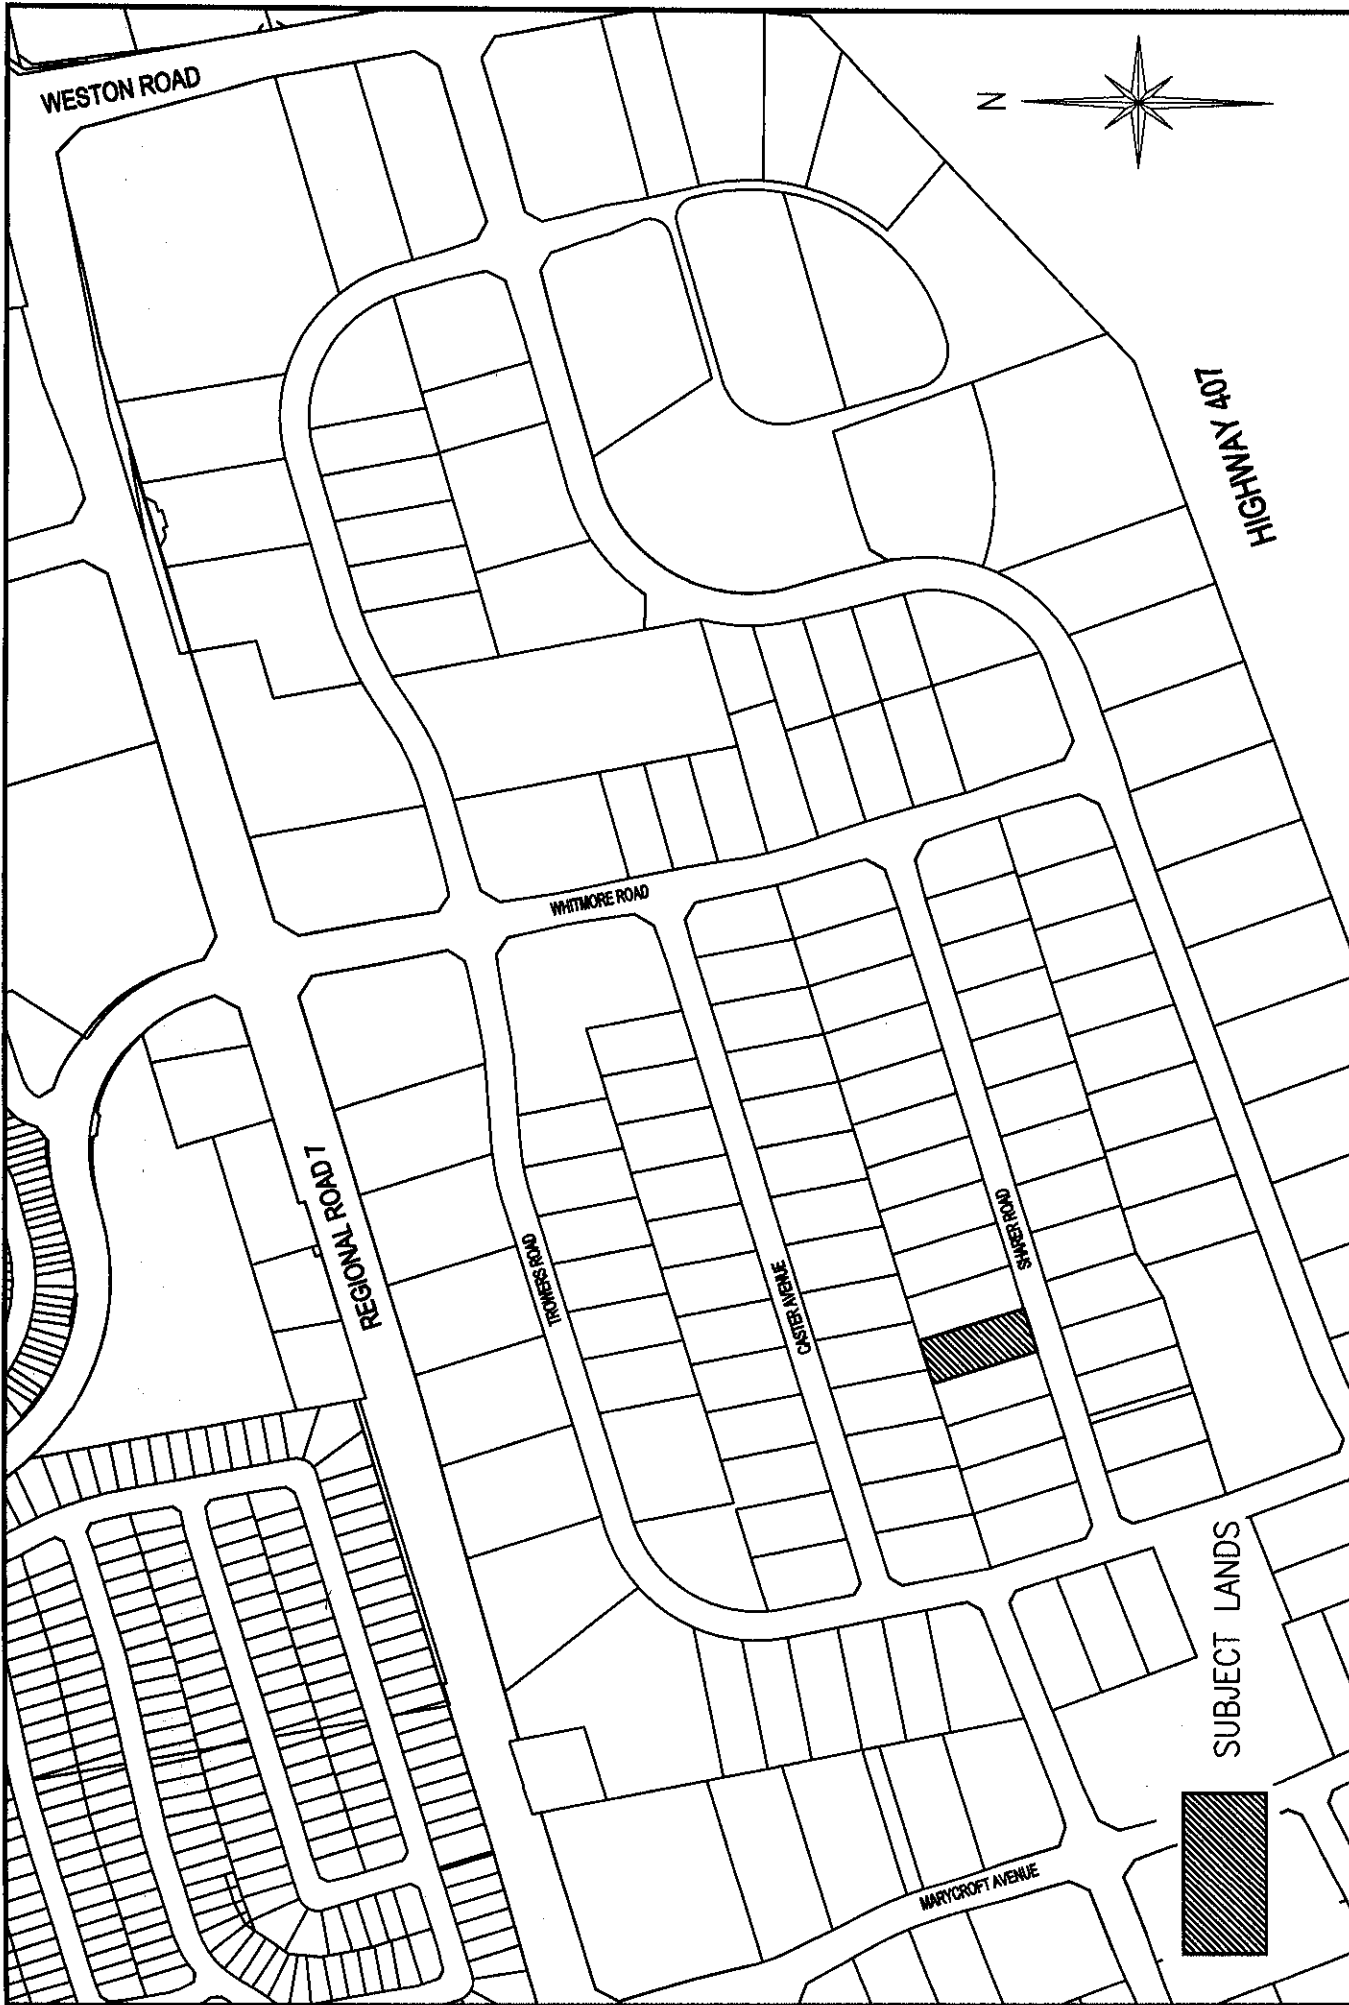 WESTON ROAD
N
HIGHWAY 407
WHITMORE ROAD
REGIONAL ROAD 7
TROWERS ROAD
CASTER AVENUE
SHARER ROAD
MARYCROFT AVENUE
SUBJECT LANDS